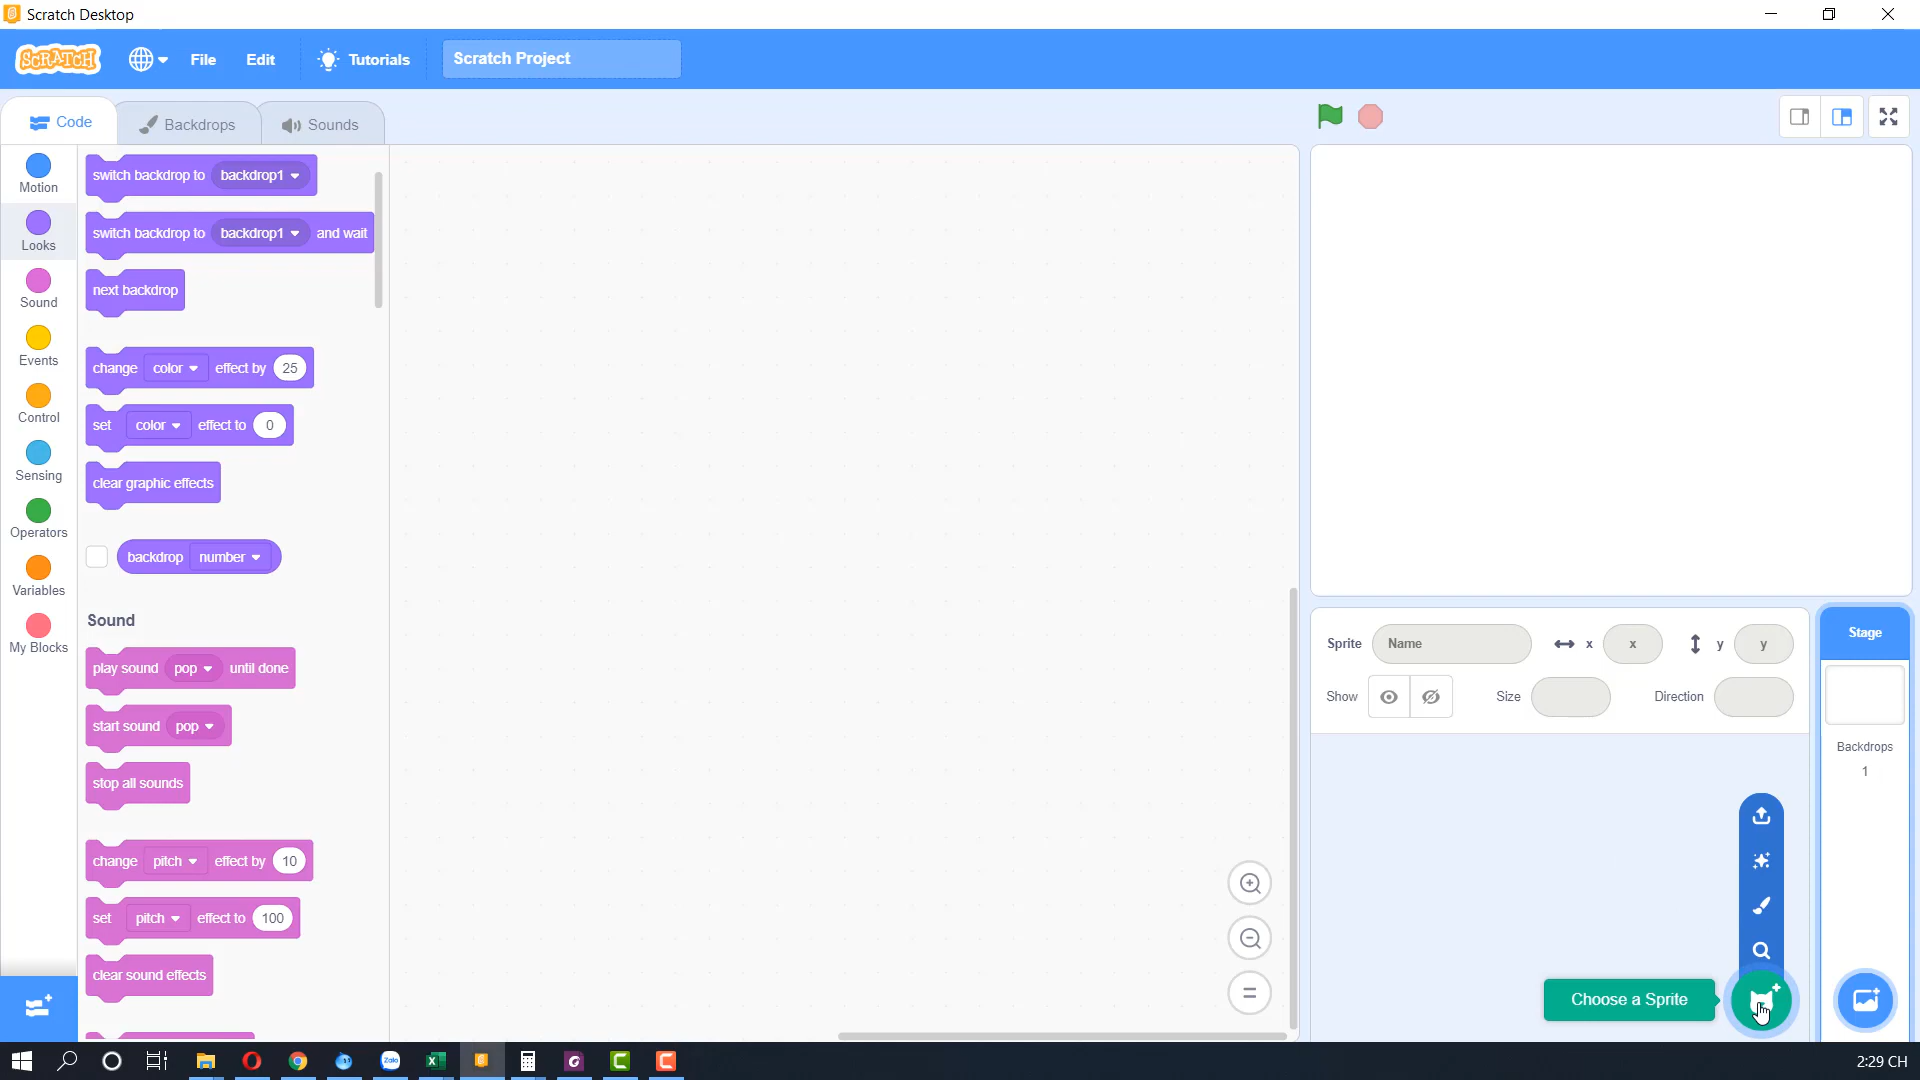 Scratch Desktop
SCRATCH File Edit Tutorials Scratch Project
Code Backdrops Sounds
Motion
Looks
Sound
Events
Control
Sensing
Operators
Variables
My Blocks
switch backdrop to backdrop1
switch backdrop to backdrop1 and wait
next backdrop
change color effect by 25
set color effect to 0
clear graphic effects
backdrop number
Sound
play sound pop until done
start sound pop
stop all sounds
change pitch effect by 10
set pitch effect to 100
clear sound effects
Sprite Name x x y y
Show Size Direction
Stage
Backdrops
1
Choose a Sprite
Zalo
2:29 CH